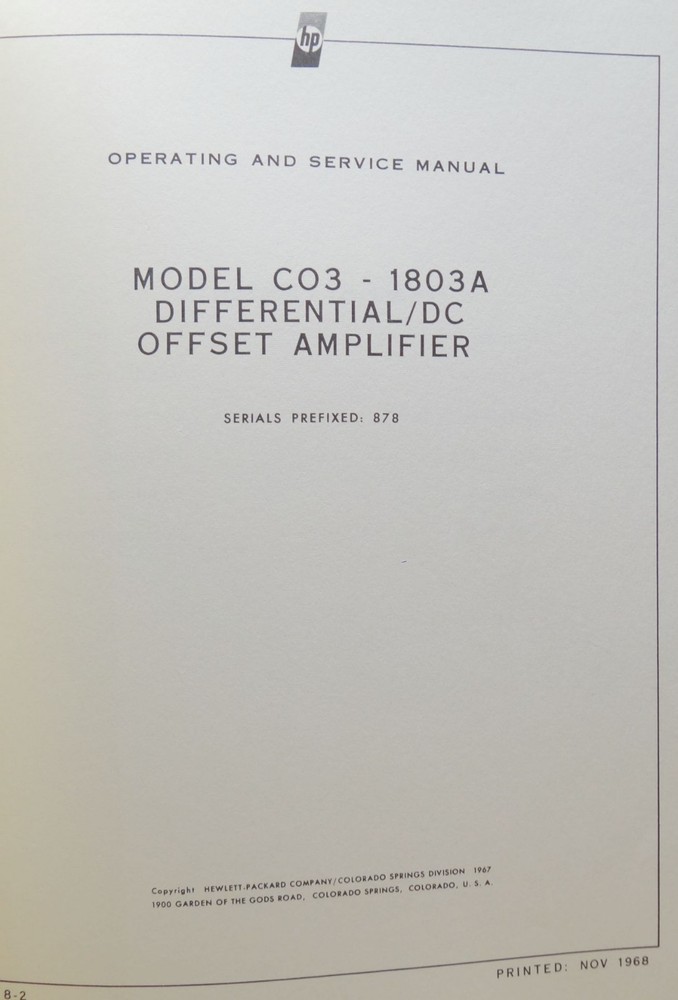 hp
OPERATING AND SERVICE MANUAL
MODEL CO3 - 1803A
DIFFERENTIAL/DC
OFFSET AMPLIFIER
SERIALS PREFIXED: 878
Copyright HEWLETT-PACKARD COMPANY/COLORADO SPRINGS DIVISION 1967
1900 GARDEN OF THE GODS ROAD, COLORADO SPRINGS, COLORADO, U. S. A.
PRINTED: NOV 1968
8-2